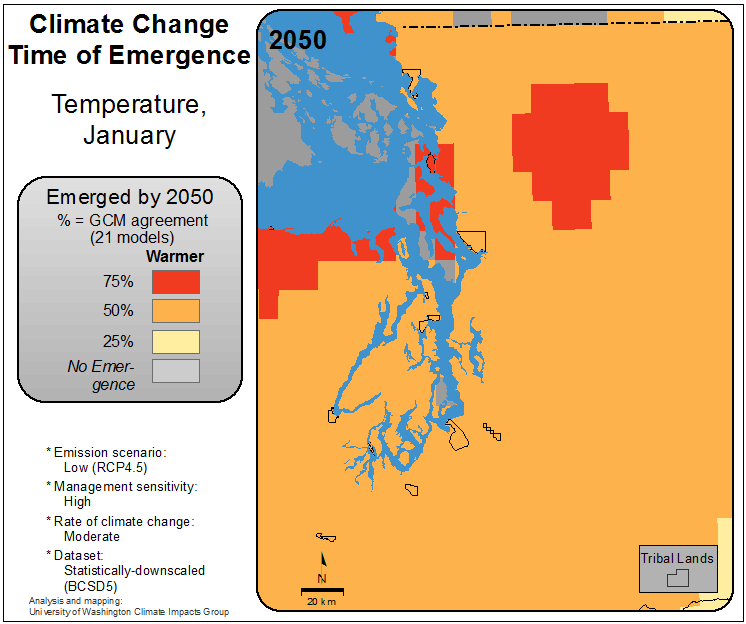 Climate Change
Time of Emergence
Temperature,
January
Emerged by 2050
% = GCM agreement
(21 models)
Warmer
75%
50%
25%
No Emer-
gence
* Emission scenario:
Low (RCP4.5)
* Management sensitivity:
High
* Rate of climate change:
Moderate
* Dataset:
Statistically-downscaled
(BCSD5)
Analysis and mapping:
University of Washington Climate Impacts Group
2050
N
20 km
Tribal Lands